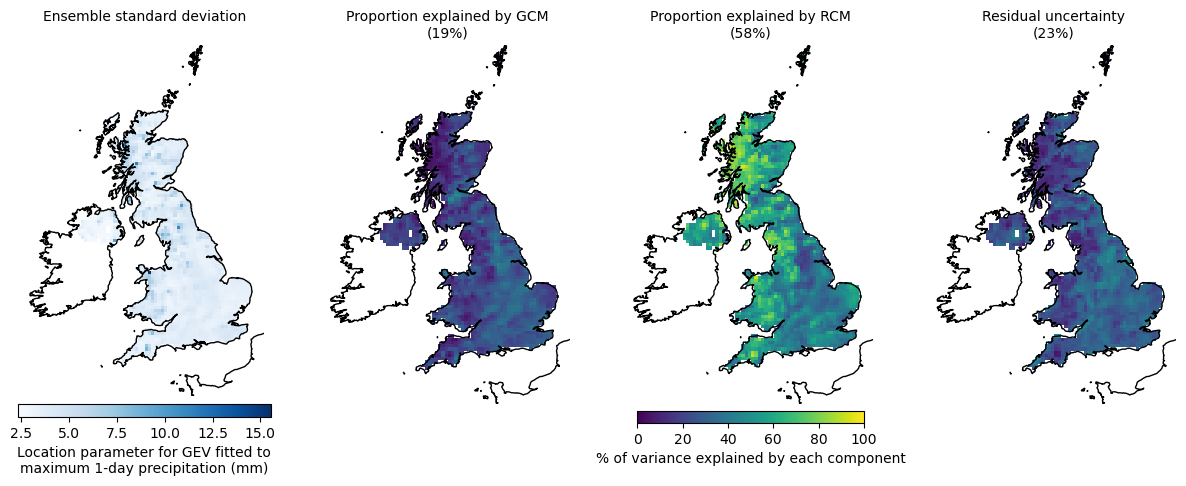 Ensemble standard deviation
Proportion explained by GCM
(19%)
Proportion explained by RCM
(58%)
Residual uncertainty
(23%)
2.5 5.0 7.5 10.0 12.5 15.0
Location parameter for GEV fitted to
maximum 1-day precipitation (mm)
0 20 40 60 80 100
% of variance explained by each component